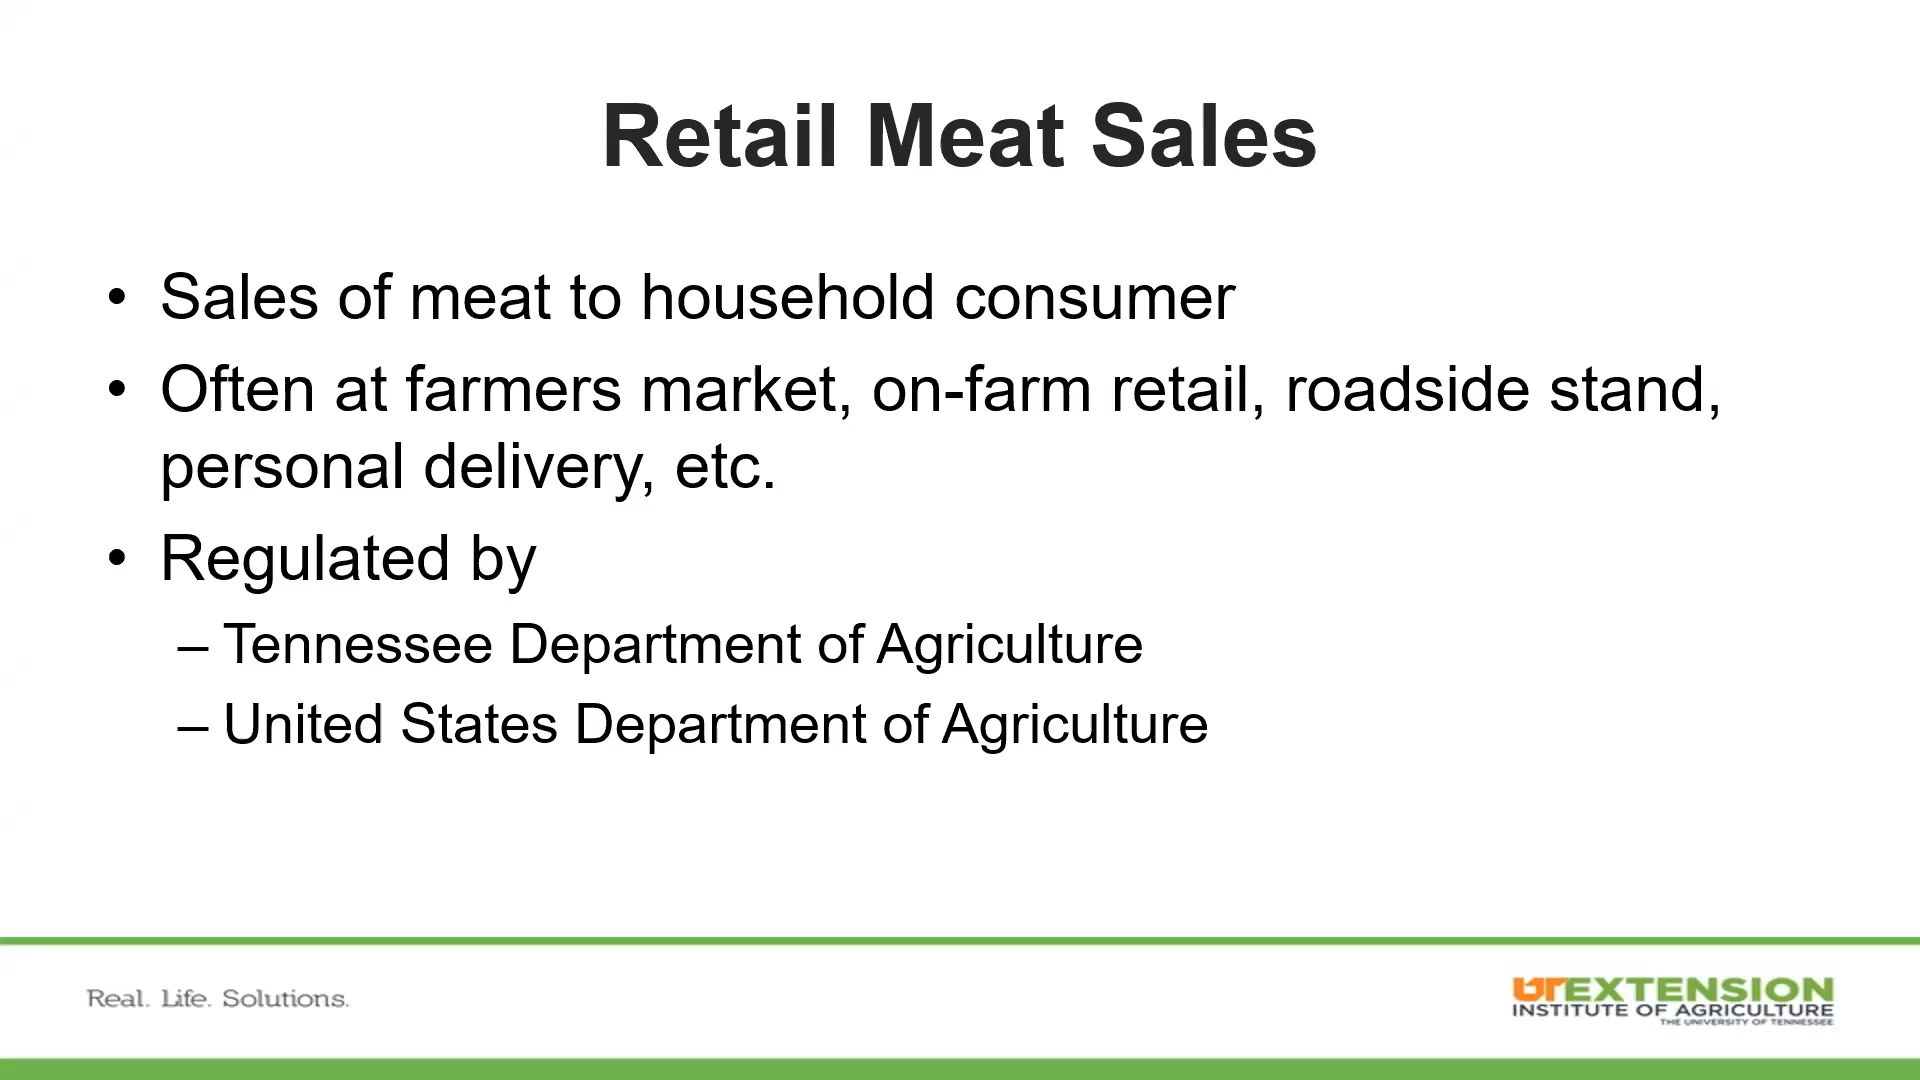 Retail Meat Sales
• Sales of meat to household consumer
• Often at farmers market, on-farm retail, roadside stand,
personal delivery, etc.
• Regulated by
– Tennessee Department of Agriculture
– United States Department of Agriculture
Real. Life. Solutions.
UT EXTENSION
INSTITUTE OF AGRICULTURE
THE UNIVERSITY OF TENNESSEE